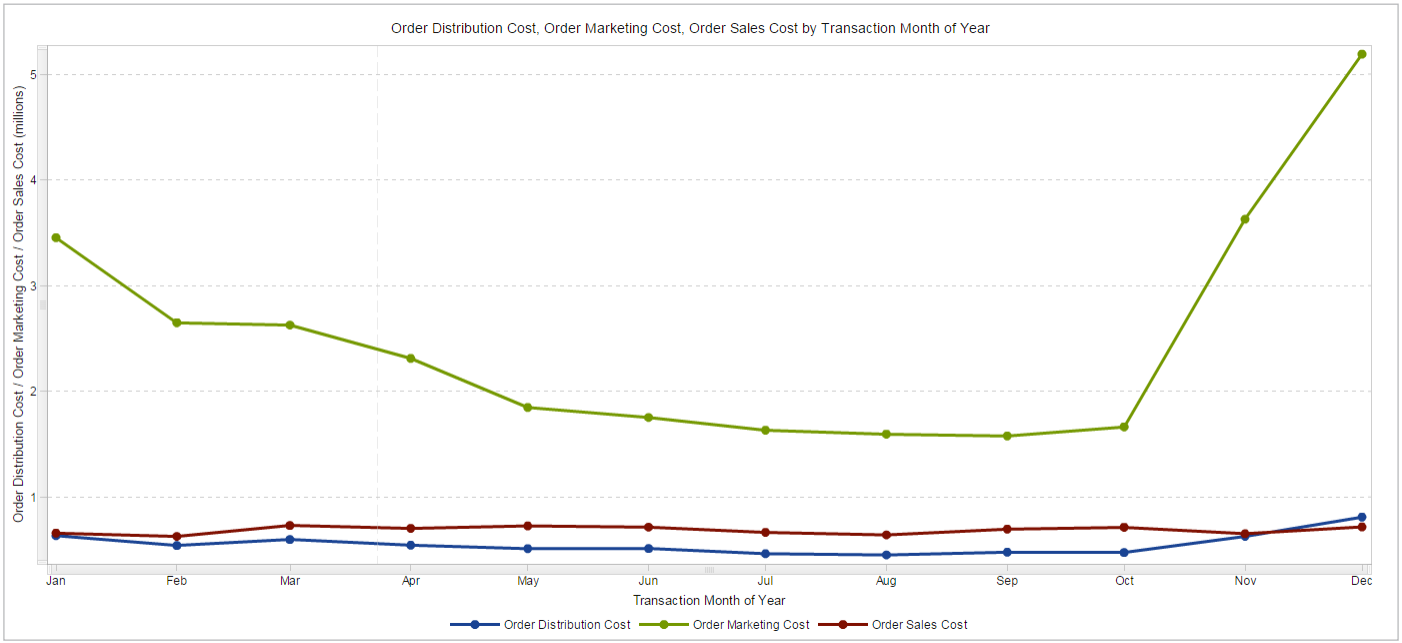 Order Distribution Cost, Order Marketing Cost, Order Sales Cost by Transaction Month of Year
Order Distribution Cost / Order Marketing Cost / Order Sales Cost (millions)
5
4
3
2
1
Jan Feb Mar Apr May Jun Jul Aug Sep Oct Nov Dec
Transaction Month of Year
Order Distribution Cost Order Marketing Cost Order Sales Cost